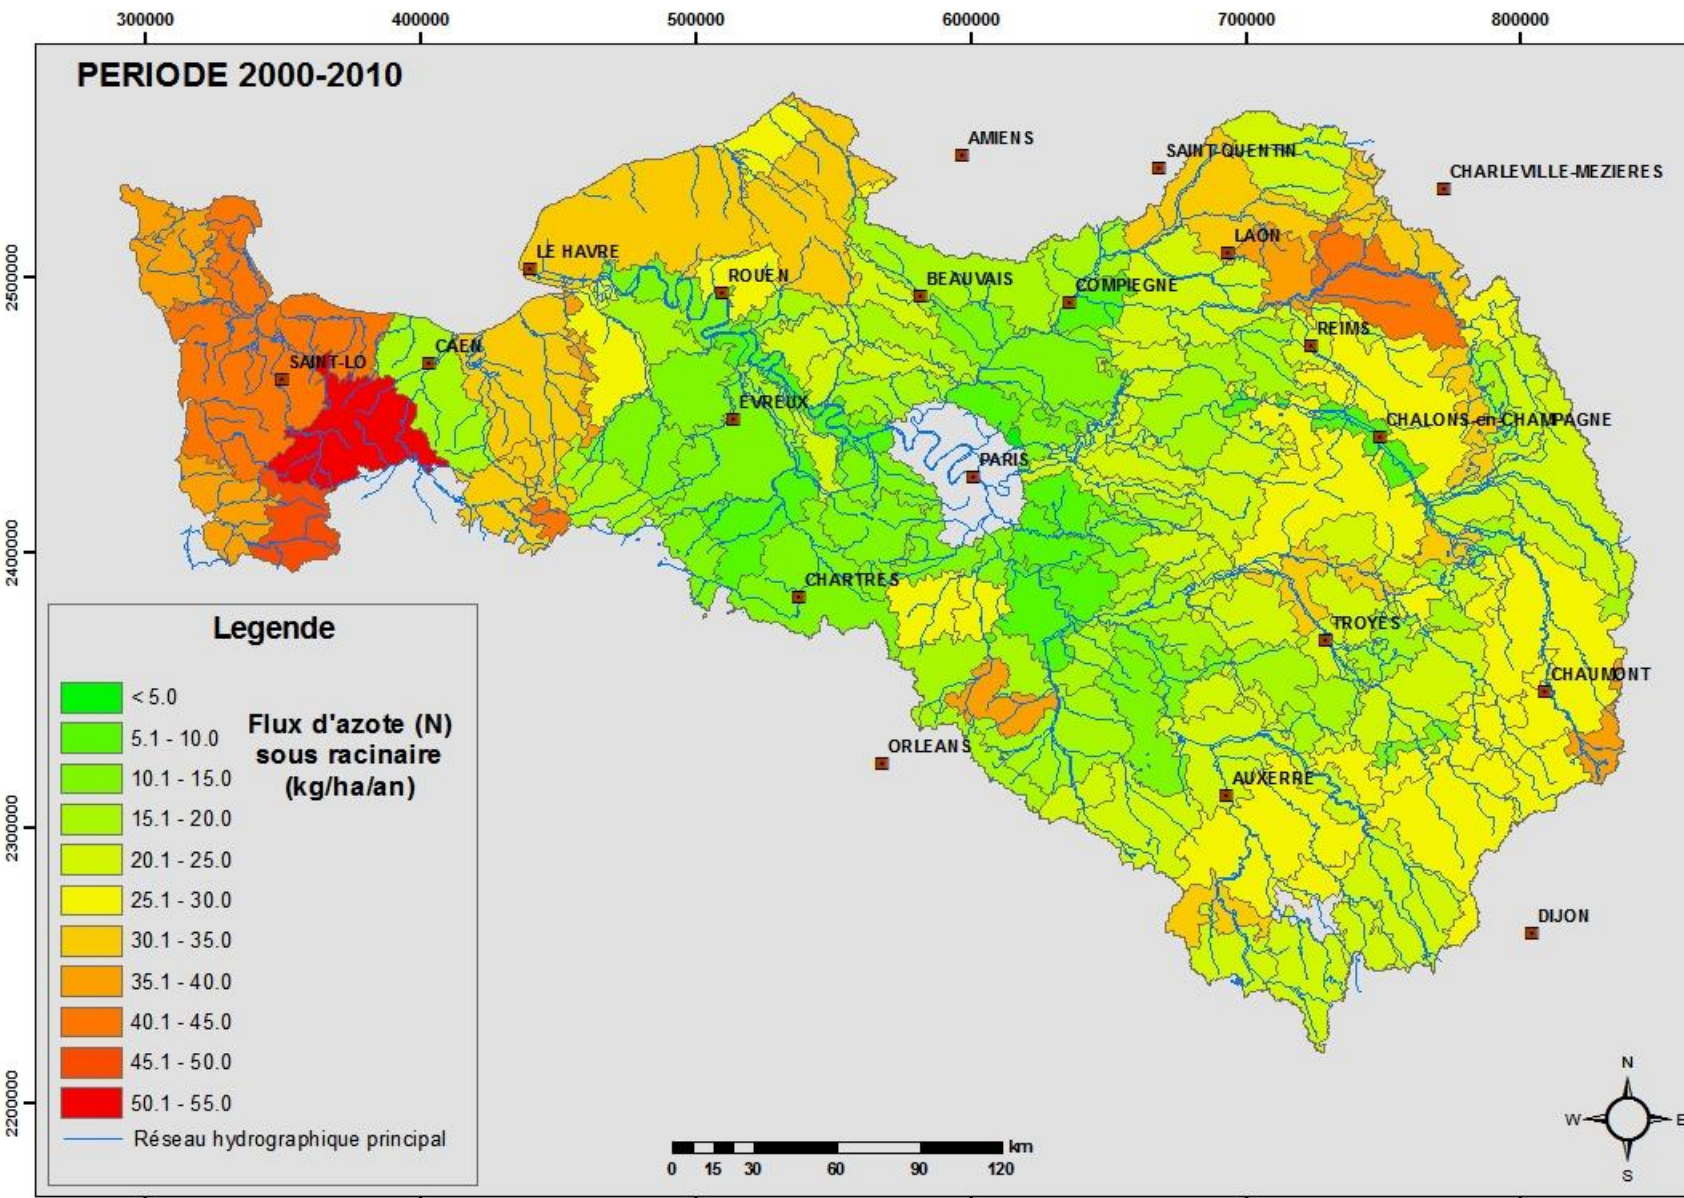 300000 400000 500000 600000 700000 800000
PERIODE 2000-2010
AMIENS
SAINT-QUENTIN
CHARLEVILLE-MEZIERES
LE HAVRE
LAON
2500000
ROUEN
BEAUVAIS
COMPIEGNE
REIMS
CAEN
SAINT-LO
EVREUX
CHALONS-en-CHAMPAGNE
PARIS
2400000
CHARTRES
TROYES
CHAUMONT
ORLEANS
AUXERRE
2300000
DIJON
2200000
Legende
Flux d'azote (N)
sous racinaire
(kg/ha/an)
< 5.0
5.1 - 10.0
10.1 - 15.0
15.1 - 20.0
20.1 - 25.0
25.1 - 30.0
30.1 - 35.0
35.1 - 40.0
40.1 - 45.0
45.1 - 50.0
50.1 - 55.0
Réseau hydrographique principal
km
0 15 30 60 90 120
N
W E
S